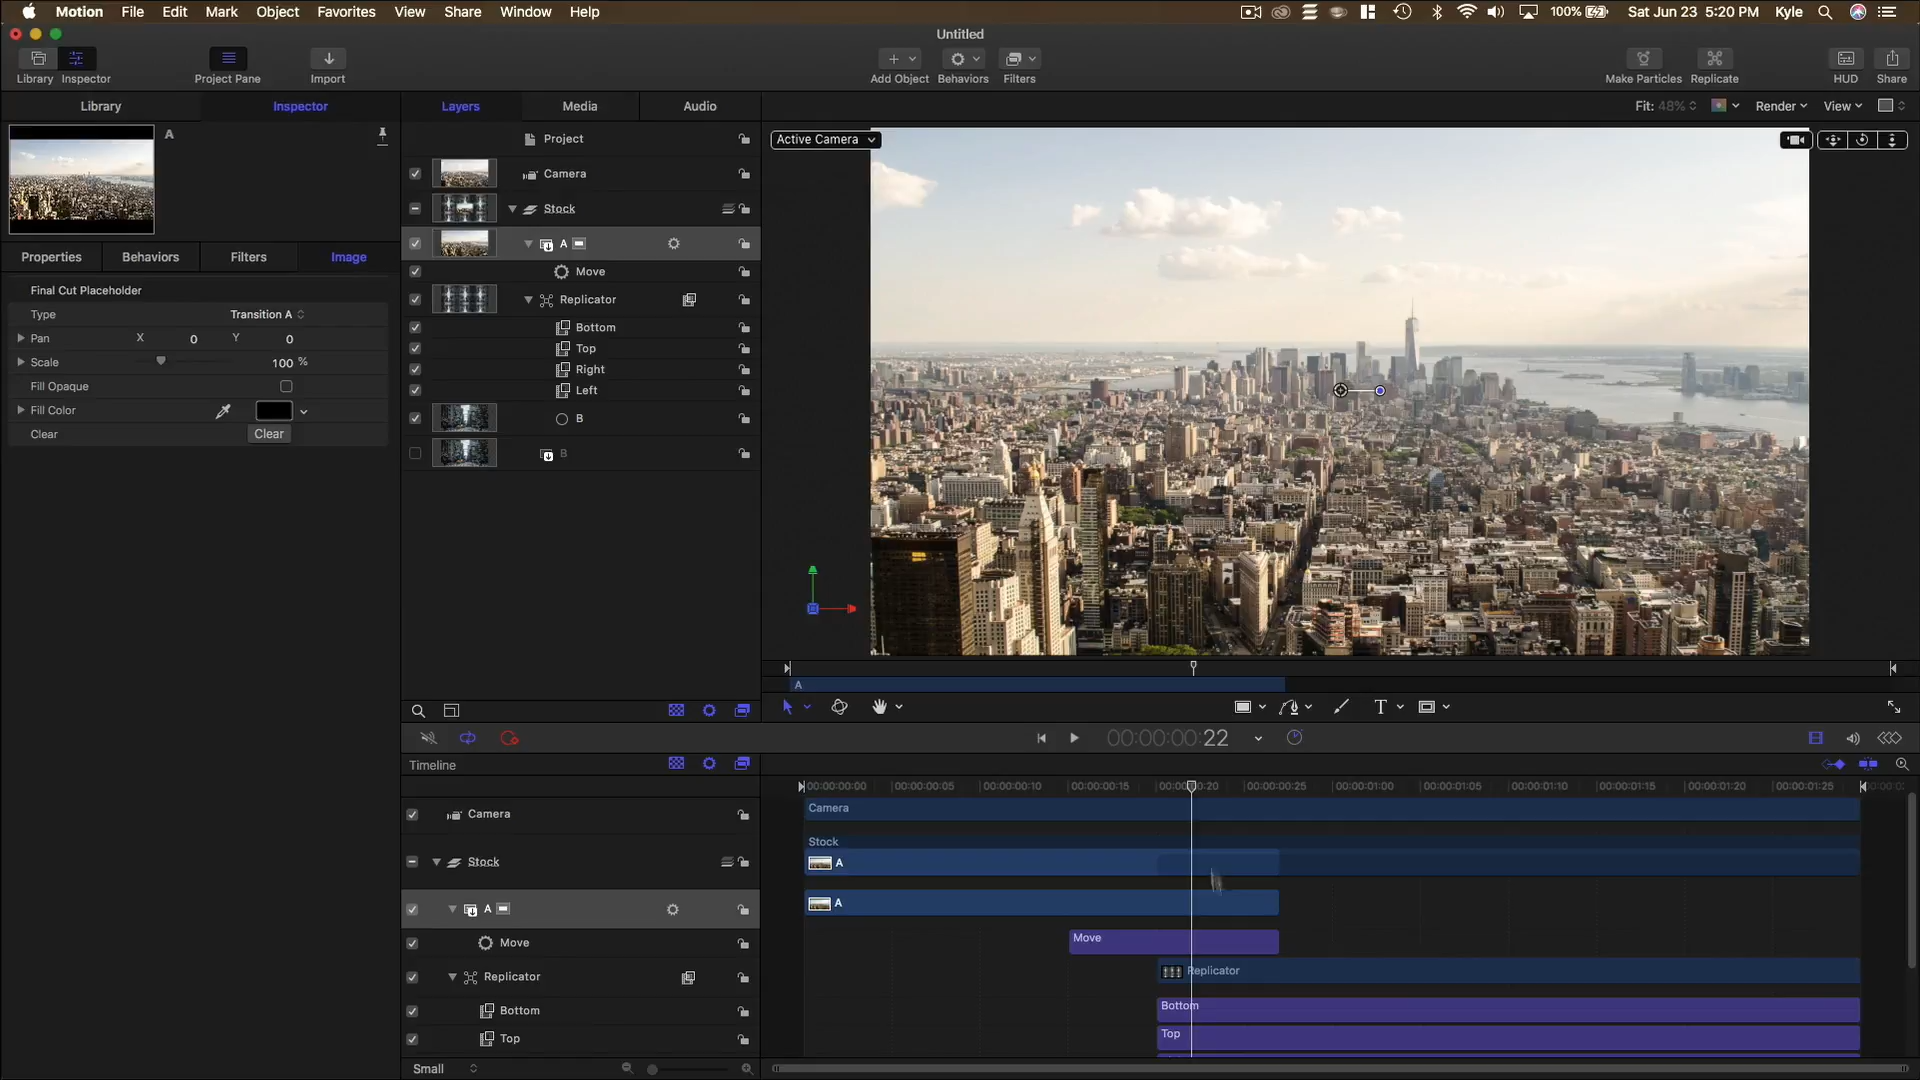 Motion File Edit Mark Object Favorites View Share Window Help 100% Sat Jun 23 5:20 PM Kyle
Untitled
Library Inspector Project Pane Import Add Object Behaviors Filters Make Particles Replicate HUD Share
Library Inspector Layers Media Audio Fit: 48% Render View
A
Project
Active Camera
Camera
Stock
A
Properties Behaviors Filters Image
Move
Final Cut Placeholder
Replicator
Type Transition A
Bottom
Pan X 0 Y 0
Top
Scale 100 %
Right
Fill Opaque
Left
Fill Color
B
Clear Clear
B
A
T
00:00:00:22
Timeline
00:00:00:00 00:00:00:05 00:00:00:10 00:00:00:15 00:00:00:20 00:00:00:25 00:00:01:00 00:00:01:05 00:00:01:10 00:00:01:15 00:00:01:20 00:00:01:25
Camera Camera
Stock
Stock A
A A
Move Move
Replicator Replicator
Bottom Bottom
Top Top
Small